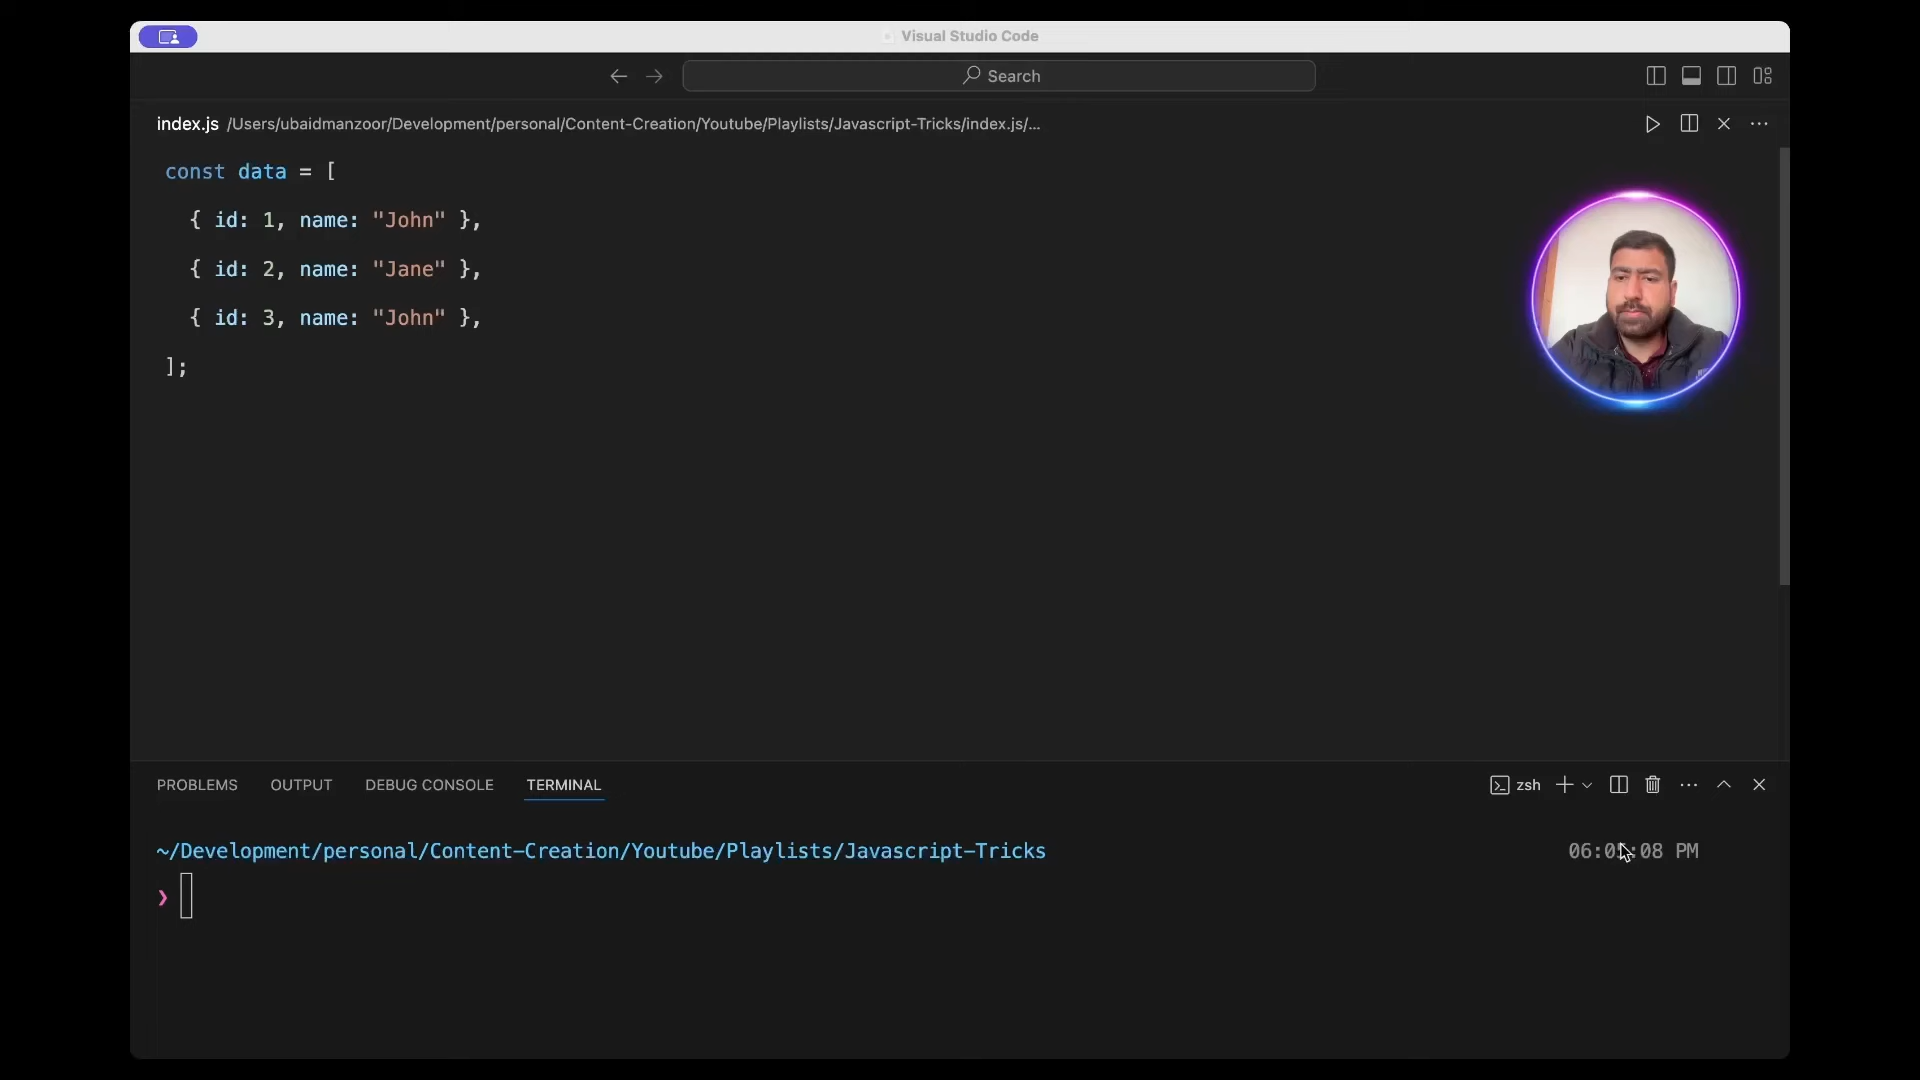 Visual Studio Code
Search
index.js /Users/ubaidmanzoor/Development/personal/Content-Creation/Youtube/Playlists/Javascript-Tricks/index.js/...
const data = [
{ id: 1, name: "John" },
{ id: 2, name: "Jane" },
{ id: 3, name: "John" },
];
PROBLEMS OUTPUT DEBUG CONSOLE TERMINAL zsh
~/Development/personal/Content-Creation/Youtube/Playlists/Javascript-Tricks PM
❯